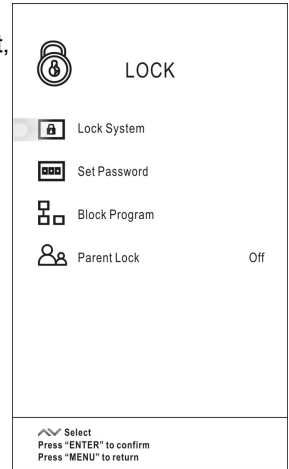 t,
LOCK
Lock System
Set Password
Block Program
Parent Lock Off
Select
Press “ENTER” to confirm
Press “MENU” to return